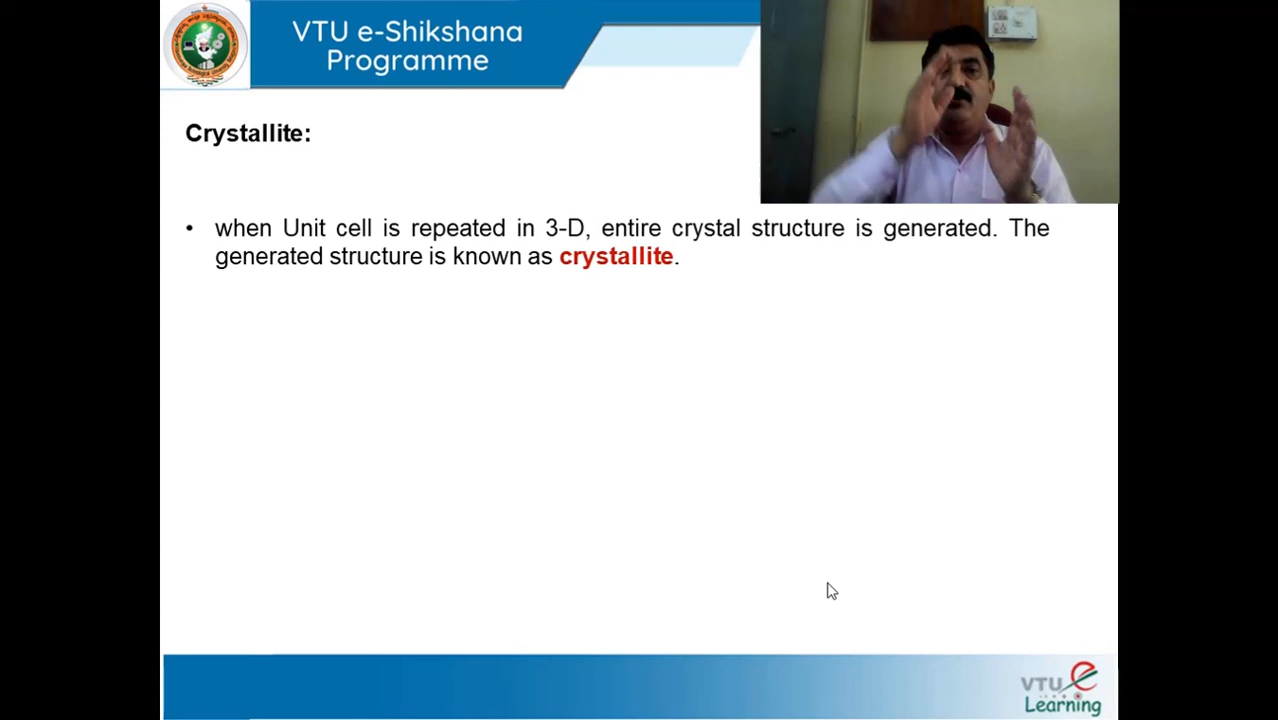 VTU e-Shikshana
Programme
Crystallite:
• when Unit cell is repeated in 3-D, entire crystal structure is generated. The
generated structure is known as crystallite.
VTU e
Learning